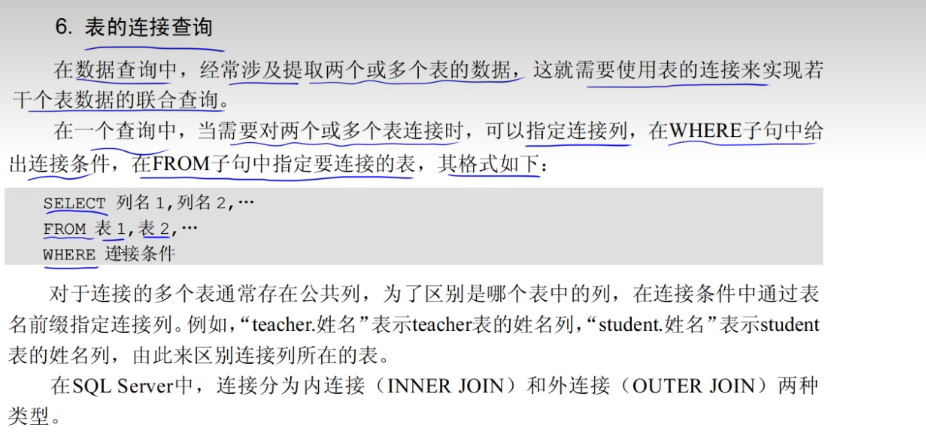 6. 表的连接查询
在数据查询中，经常涉及提取两个或多个表的数据，这就需要使用表的连接来实现若
干个表数据的联合查询。
在一个查询中，当需要对两个或多个表连接时，可以指定连接列，在WHERE子句中给
出连接条件，在FROM子句中指定要连接的表，其格式如下：
SELECT 列名1,列名2,…
FROM 表1,表2,…
WHERE 连接条件
对于连接的多个表通常存在公共列，为了区别是哪个表中的列，在连接条件中通过表
名前缀指定连接列。例如，“teacher.姓名”表示teacher表的姓名列，“student.姓名”表示student
表的姓名列，由此来区别连接列所在的表。
在SQL Server中，连接分为内连接（INNER JOIN）和外连接（OUTER JOIN）两种
类型。